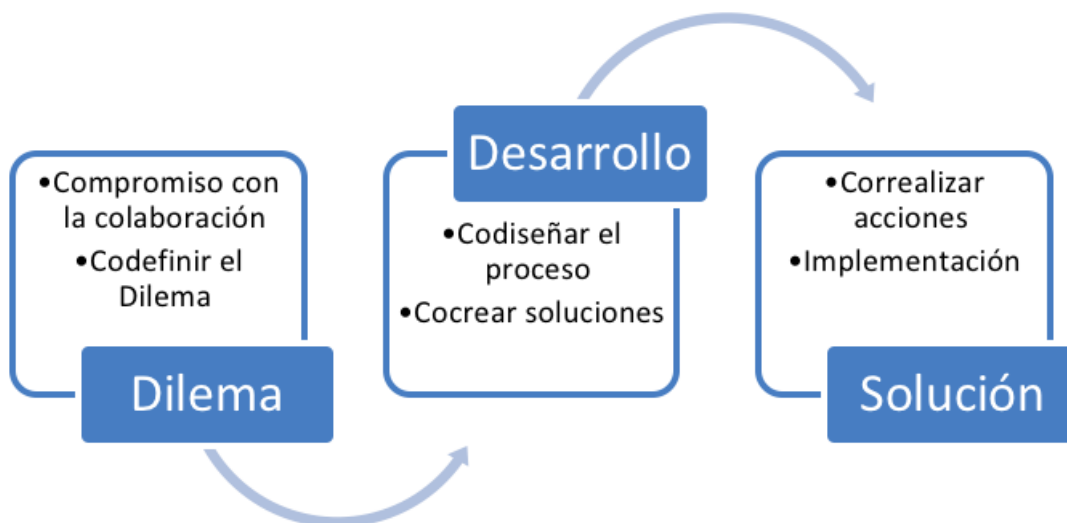 •Compromiso con
la colaboración
•Codefinir el
Dilema
Dilema
Desarrollo
•Codiseñar el
proceso
•Cocrear soluciones
•Correalizar
acciones
•Implementación
Solución